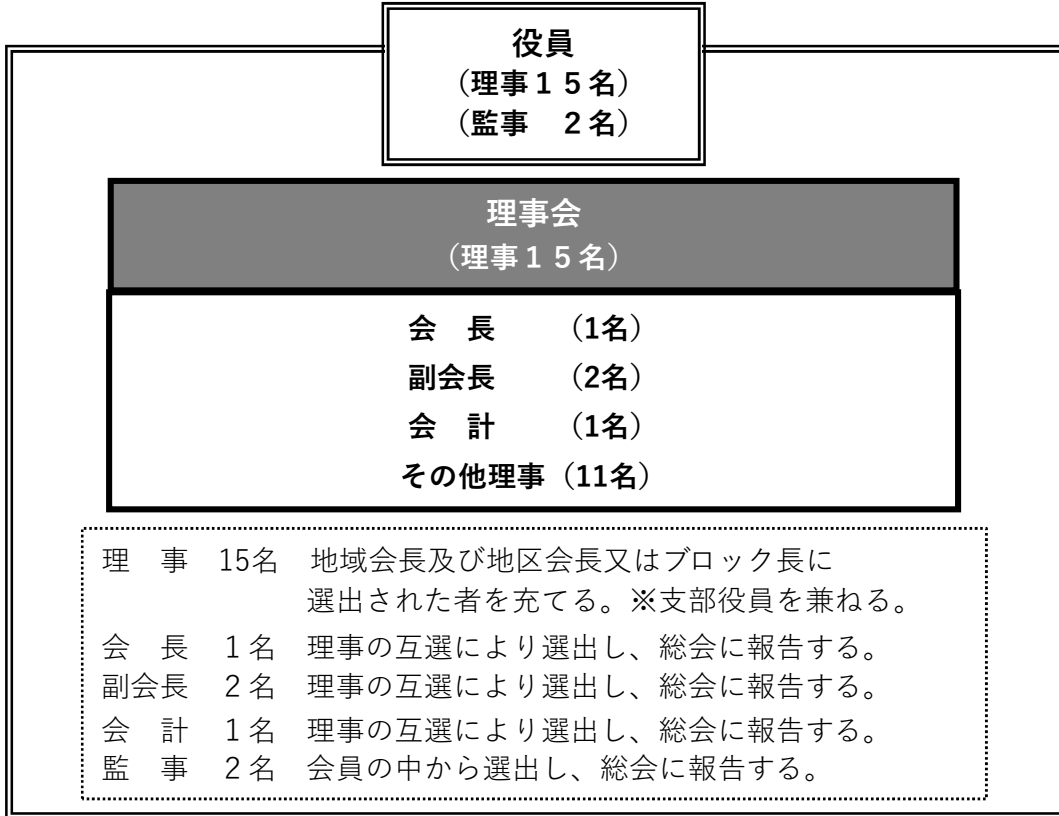 役員
（理事１５名）
（監事　２名）
理事会
（理事１５名）
会　長　（1名）
副会長　（2名）
会　計　（1名）
その他理事（11名）
理　事　15名　地域会長及び地区会長又はブロック長に
選出された者を充てる。※支部役員を兼ねる。
会　長　１名　理事の互選により選出し、総会に報告する。
副会長　２名　理事の互選により選出し、総会に報告する。
会　計　１名　理事の互選により選出し、総会に報告する。
監　事　２名　会員の中から選出し、総会に報告する。